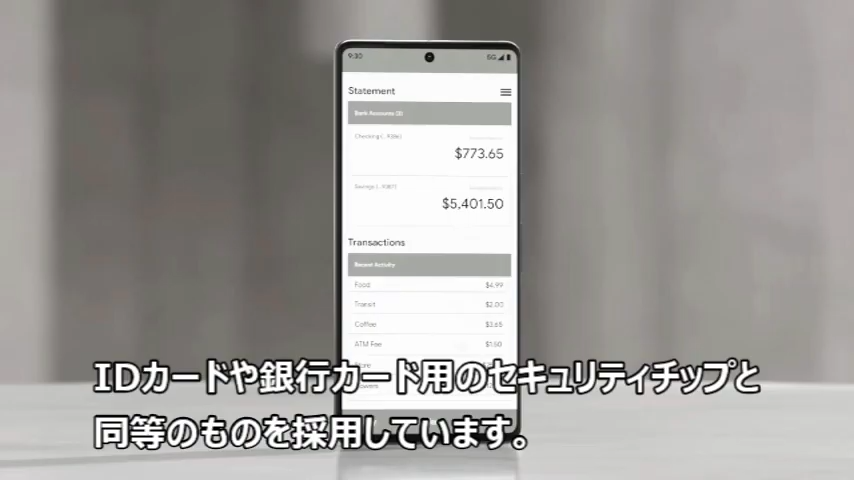 9:30
5G
Statement
Bank Accounts (2)
$773.65
$5,401.50
Transactions
Recent Activity
Food $4.99
Transit $2.00
Coffee $3.65
ATM Fee $1.50
IDカードや銀行カード用のセキュリティチップと
同等のものを採用しています。